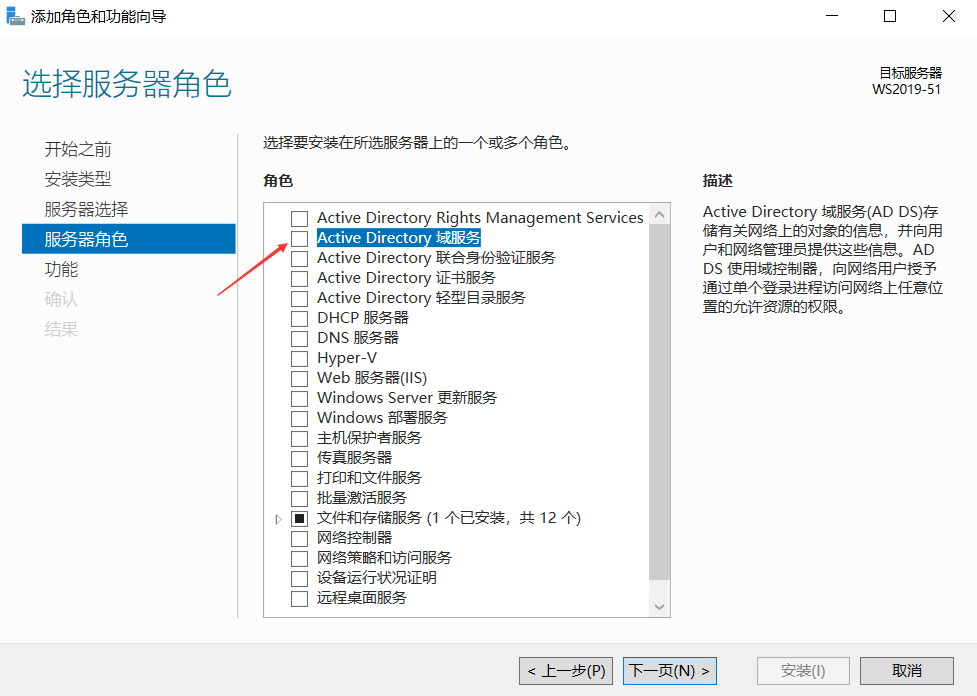 添加角色和功能向导
选择服务器角色
目标服务器
WS2019-51
开始之前
安装类型
服务器选择
服务器角色
功能
确认
结果
选择要安装在所选服务器上的一个或多个角色。
角色
Active Directory Rights Management Services
Active Directory 域服务
Active Directory 联合身份验证服务
Active Directory 证书服务
Active Directory 轻型目录服务
DHCP 服务器
DNS 服务器
Hyper-V
Web 服务器(IIS)
Windows Server 更新服务
Windows 部署服务
主机保护者服务
传真服务器
打印和文件服务
批量激活服务
文件和存储服务 (1 个已安装，共 12 个)
网络控制器
网络策略和访问服务
设备运行状况证明
远程桌面服务
描述
Active Directory 域服务(AD DS)存
储有关网络上的对象的信息，并向用
户和网络管理员提供这些信息。AD
DS 使用域控制器，向网络用户授予
通过单个登录进程访问网络上任意位
置的允许资源的权限。
< 上一步(P)
下一页(N) >
安装(I)
取消